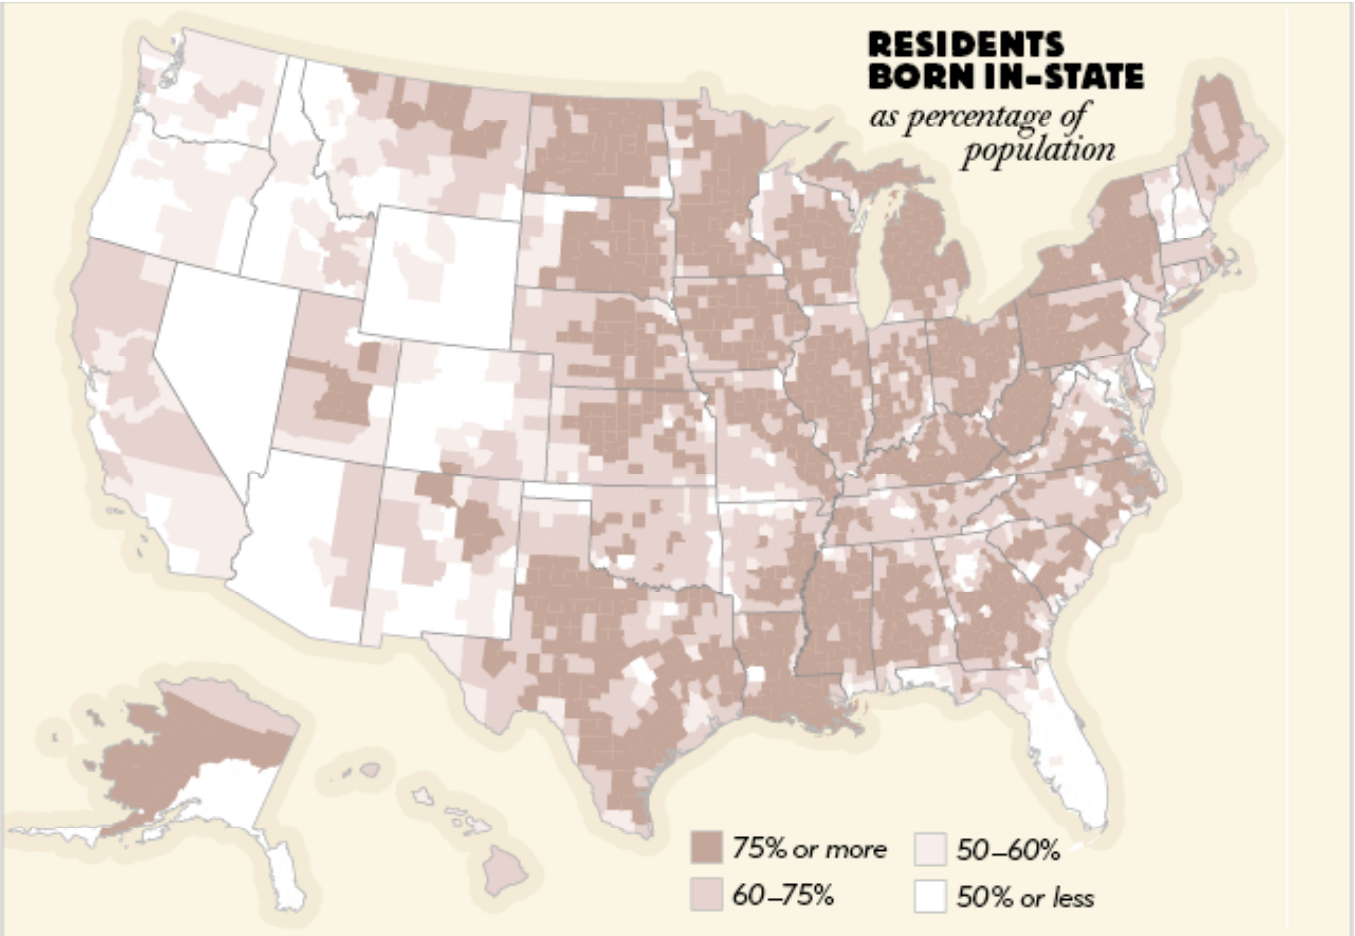 RESIDENTS
BORN IN-STATE
as percentage of
population
75% or more
60–75%
50–60%
50% or less